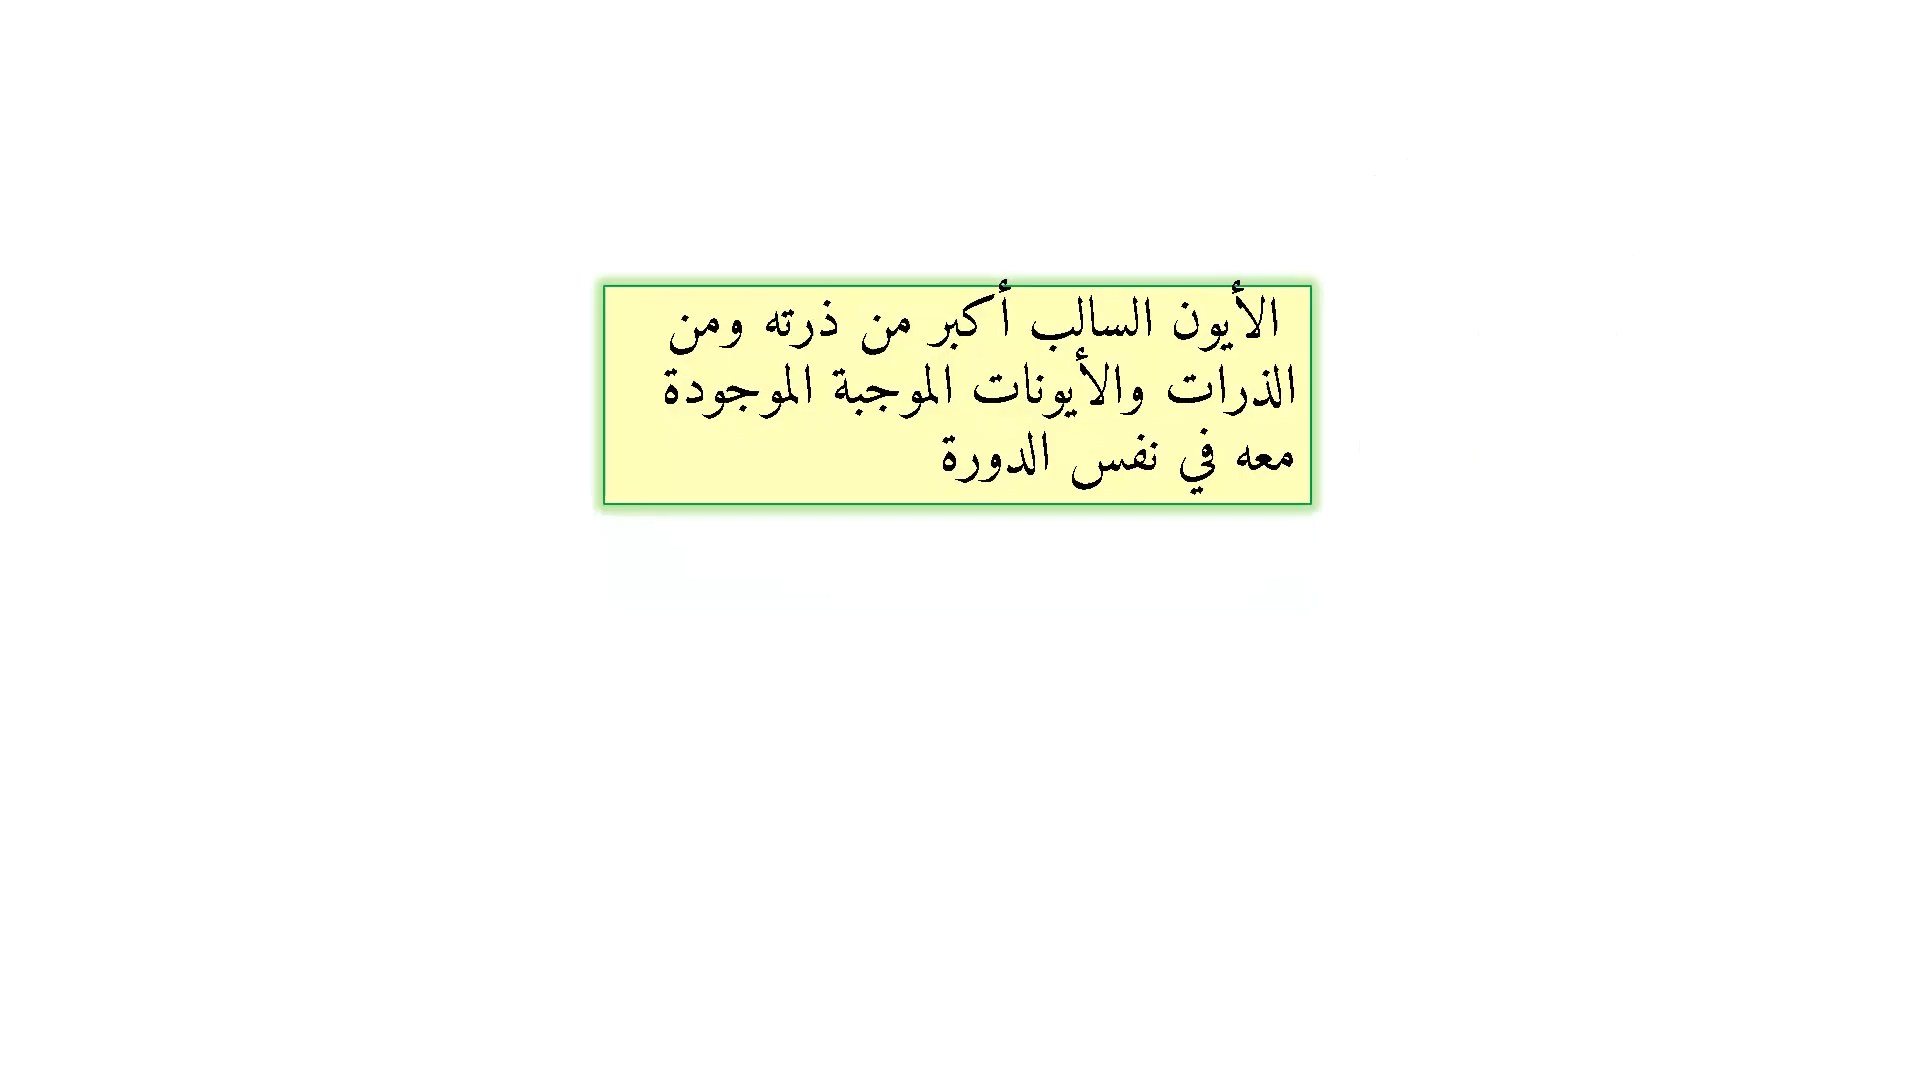 الأيون السالب أكبر من ذرته ومن
الذرات والأيونات الموجبة الموجودة
معه في نفس الدورة